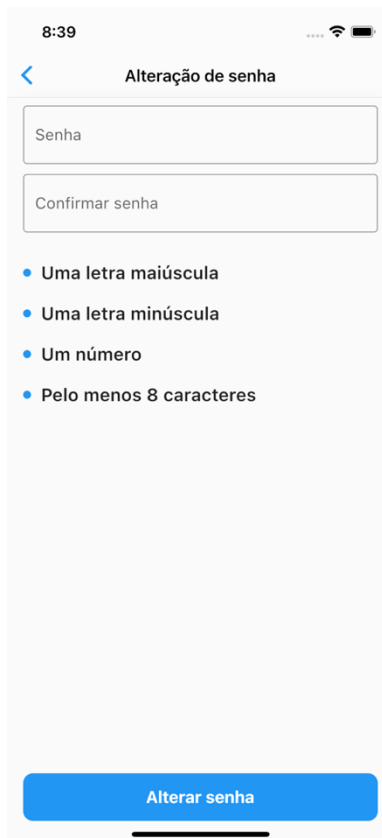 8:39
Alteração de senha
Senha
Confirmar senha
Uma letra maiúscula
Uma letra minúscula
Um número
Pelo menos 8 caracteres
Alterar senha